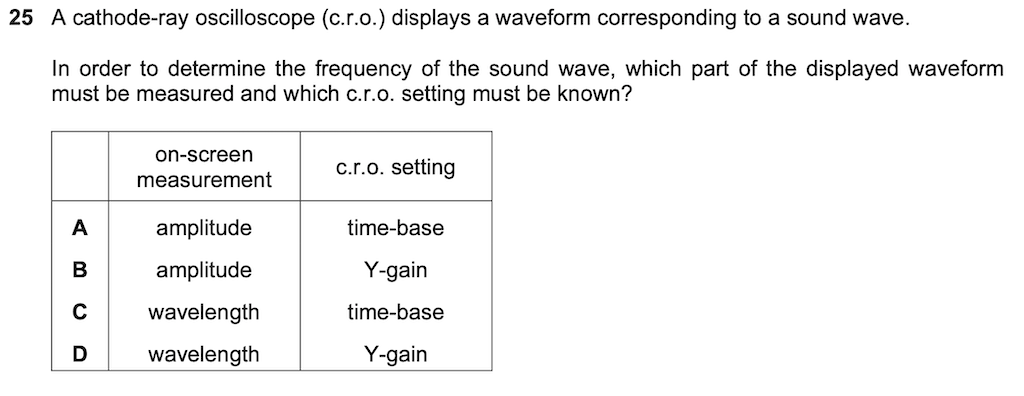 25 A cathode-ray oscilloscope (c.r.o.) displays a waveform corresponding to a sound wave.
In order to determine the frequency of the sound wave, which part of the displayed waveform
must be measured and which c.r.o. setting must be known?
on-screen
measurement
c.r.o. setting
A amplitude time-base
B amplitude Y-gain
C wavelength time-base
D wavelength Y-gain